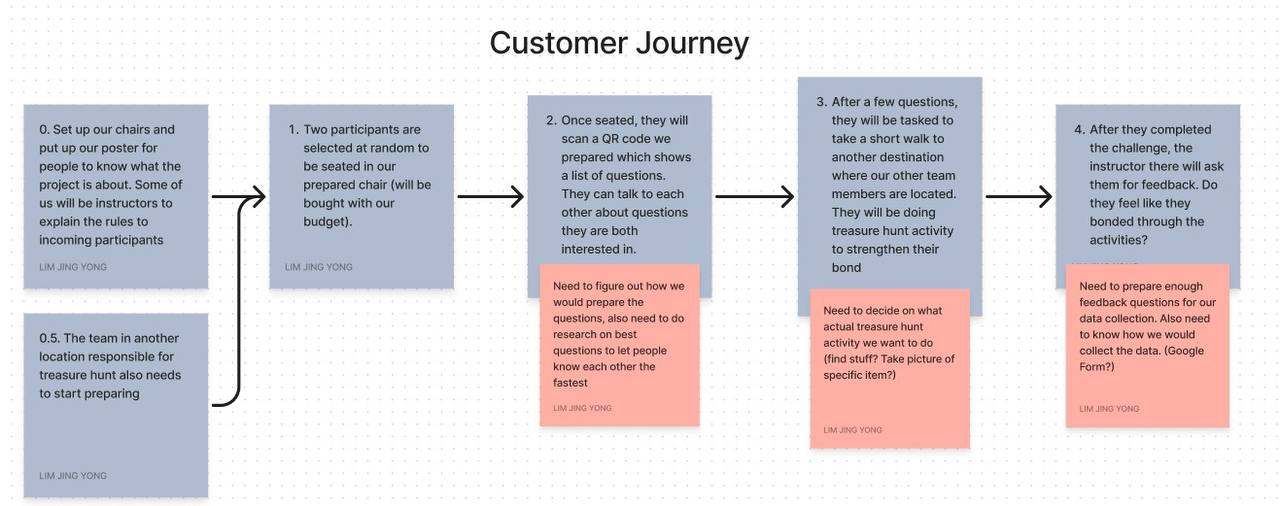 Customer Journey
0. Set up our chairs and
put up our poster for
people to know what the
project is about. Some of
us will be instructors to
explain the rules to
incoming participants
LIM JING YONG
0.5. The team in another
location responsible for
treasure hunt also needs
to start preparing
LIM JING YONG
1. Two participants are
selected at random to
be seated in our
prepared chair (will be
bought with our
budget).
LIM JING YONG
2. Once seated, they will
scan a QR code we
prepared which shows
a list of questions.
They can talk to each
other about questions
they are both
interested in.
Need to figure out how we
would prepare the
questions, also need to do
research on best
questions to let people
know each other the
fastest
LIM JING YONG
3. After a few questions,
they will be tasked to
take a short walk to
another destination
where our other team
members are located.
They will be doing
treasure hunt activity
to strengthen their
bond
Need to decide on what
actual treasure hunt
activity we want to do
(find stuff? Take picture of
specific item?)
LIM JING YONG
4. After they completed
the challenge, the
instructor there will ask
them for feedback. Do
they feel like they
bonded through the
activities?
Need to prepare enough
feedback questions for our
data collection. Also need
to know how we would
collect the data. (Google
Form?)
LIM JING YONG